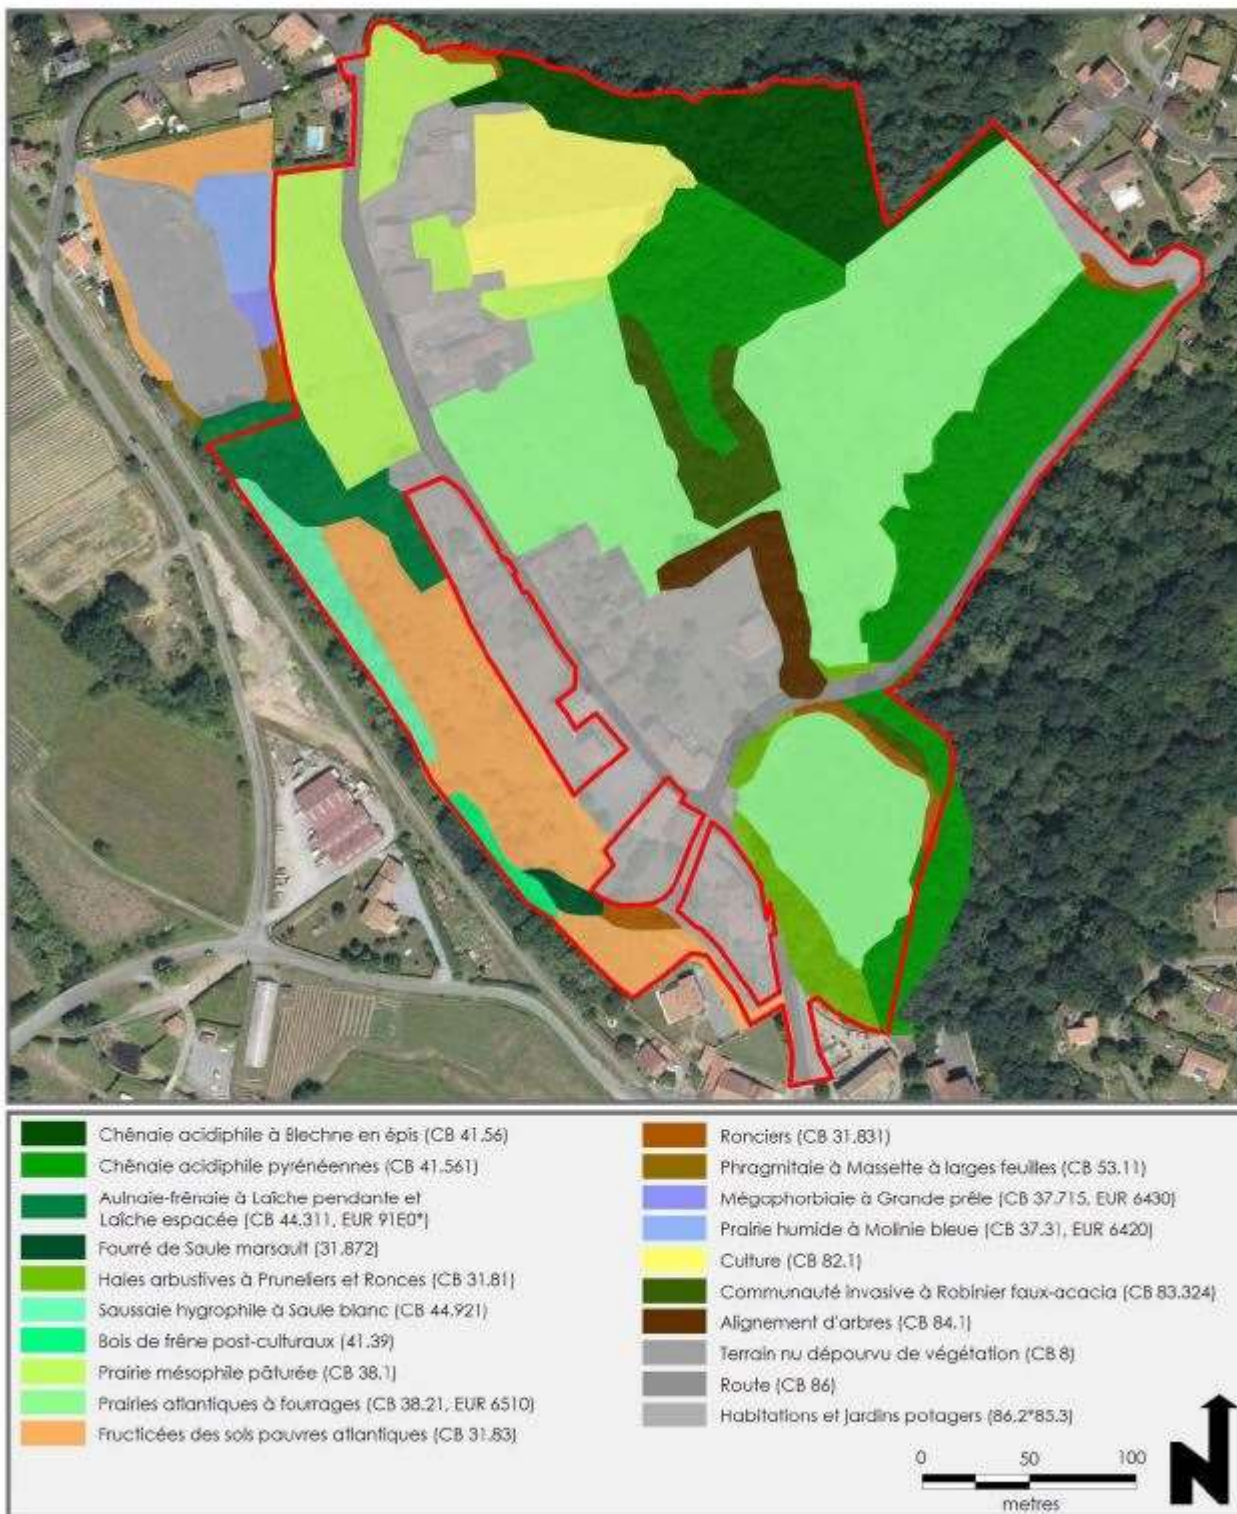 Chênaie acidiphile à Blechne en épis (CB 41.56)
Chênaie acidiphile pyrénéennes (CB 41.561)
Aulnaie-frênaie à Laîche pendante et
Laîche espacée (CB 44.311, EUR 91E0*)
Fourré de Saule marsault (31.872)
Haies arbustives à Pruneliers et Ronces (CB 31.81)
Saussaie hygrophile à Saule blanc (CB 44.921)
Bois de frêne post-culturaux (41.39)
Prairie mésophile pâturée (CB 38.1)
Prairies atlantiques à fourrages (CB 38.21, EUR 6510)
Fructicées des sols pauvres atlantiques (CB 31.83)
Ronciers (CB 31.831)
Phragmitaie à Massette à larges feuilles (CB 53.11)
Mégaphorbiaie à Grande prêle (CB 37.715, EUR 6430)
Prairie humide à Molinie bleue (CB 37.31, EUR 6420)
Culture (CB 82.1)
Communauté invasive à Robinier faux-acacia (CB 83.324)
Alignement d'arbres (CB 84.1)
Terrain nu dépourvu de végétation (CB 8)
Route (CB 86)
Habitations et jardins potagers (86.2*85.3)
0 50 100
metres
N